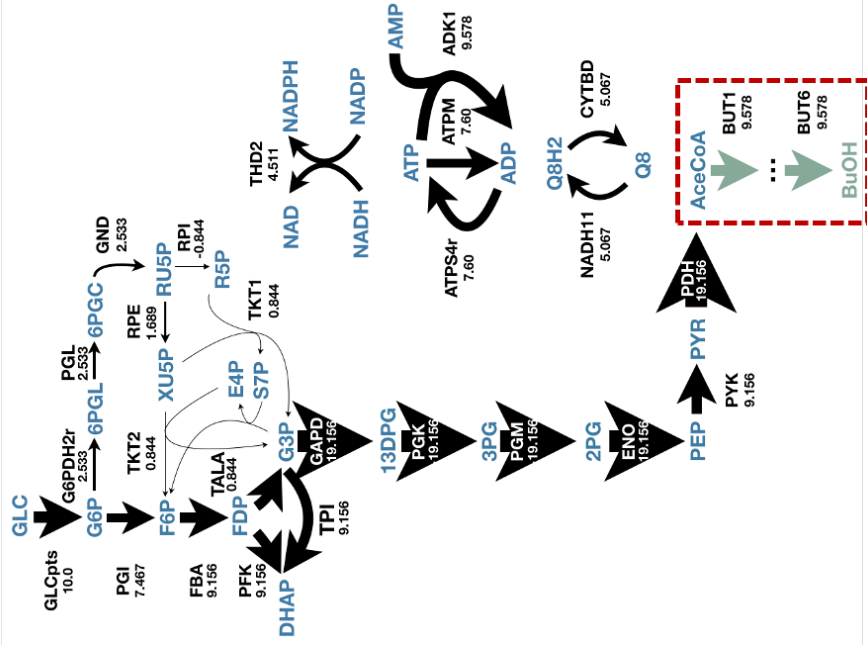 GLC
GLCpts
10.0
G6P
G6PDH2r
2.533
6PGL
PGL
2.533
6PGC
GND
2.533
PGI
7.467
F6P
TKT2
0.844
XU5P
RPE
1.689
RU5P
RPI
-0.844
R5P
FBA
9.156
FDP
TALA
0.844
E4P
S7P
TKT1
0.844
PFK
9.156
DHAP
TPI
9.156
G3P
GAPD
19.156
13DPG
PGK
19.156
3PG
PGM
19.156
2PG
ENO
19.156
PEP
PYK
9.156
PYR
PDH
19.156
NAD
THD2
4.511
NADPH
NADH
NADP
ATP
ATPM
7.60
AMP
ADK1
9.578
ATPS4r
7.60
ADP
Q8H2
CYTBD
5.067
NADH11
5.067
Q8
AceCoA
BUT1
9.578
...
BUT6
9.578
BuOH